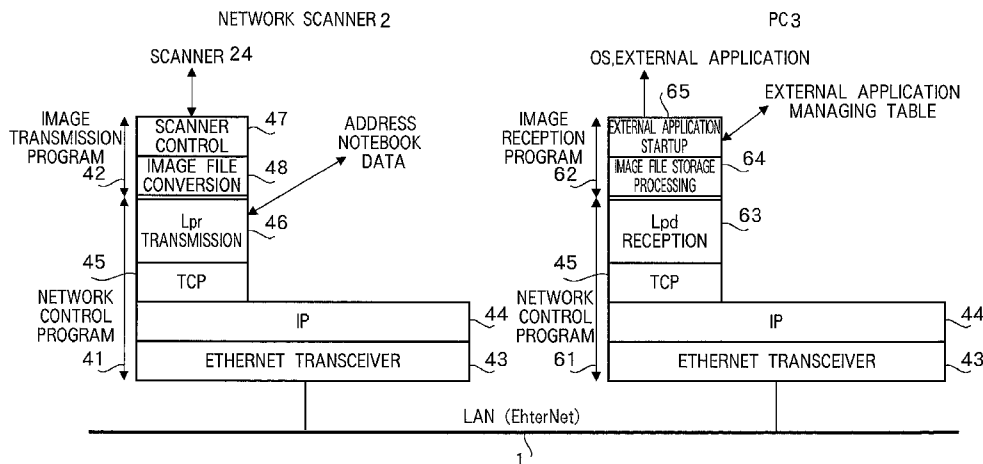 NETWORK SCANNER 2
SCANNER 24
IMAGE
TRANSMISSION
PROGRAM
42
SCANNER
CONTROL
47
IMAGE FILE
CONVERSION
48
ADDRESS
NOTEBOOK
DATA
Lpr
TRANSMISSION
46
45
TCP
NETWORK
CONTROL
PROGRAM
41
IP
44
ETHERNET TRANSCEIVER
43
PC3
OS,EXTERNAL APPLICATION
65
EXTERNAL APPLICATION
MANAGING TABLE
IMAGE
RECEPTION
PROGRAM
62
EXTERNAL APPLICATION
STARTUP
64
IMAGE FILE STORAGE
PROCESSING
Lpd
RECEPTION
63
45
TCP
NETWORK
CONTROL
PROGRAM
61
IP
44
ETHERNET TRANSCEIVER
43
LAN (EhterNet)
1